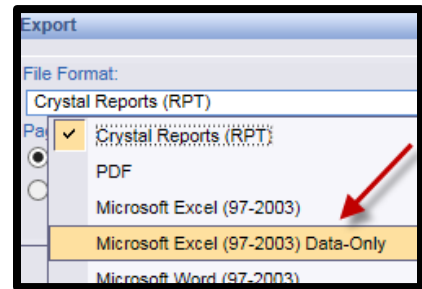 Export
File Format:
Crystal Reports (RPT)
Crystal Reports (RPT)
PDF
Microsoft Excel (97-2003)
Microsoft Excel (97-2003) Data-Only
Microsoft Word (97-2003)